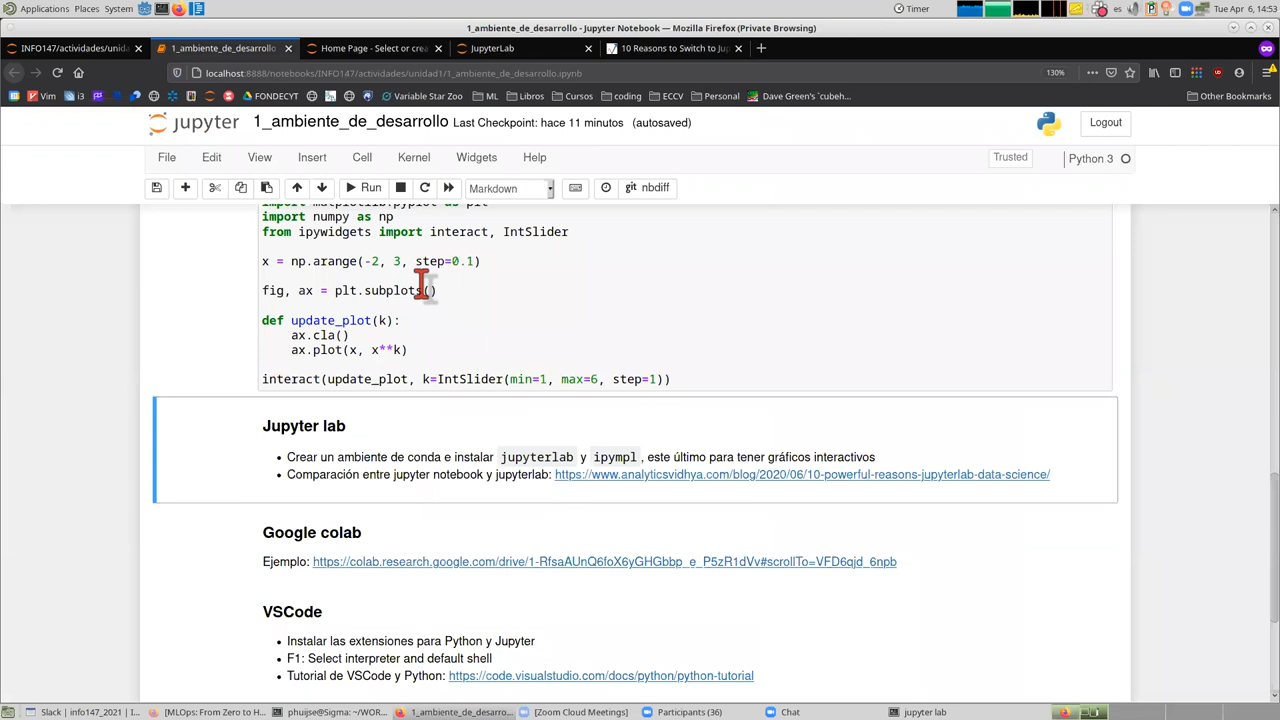 Applications Places System
Timer
es
Tue Apr 6, 14:53
1_ambiente_de_desarrollo - Jupyter Notebook — Mozilla Firefox (Private Browsing)
INFO147/actividades/unida
1_ambiente_de_desarrollo
Home Page - Select or crea
JupyterLab
10 Reasons to Switch to Jup
localhost:8888/notebooks/INFO147/actividades/unidad1/1_ambiente_de_desarrollo.ipynb
130%
Vim i3 FONDECYT Variable Star Zoo ML Libros Cursos coding ECCV Personal Dave Green's `cubeh... Other Bookmarks
jupyter 1_ambiente_de_desarrollo Last Checkpoint: hace 11 minutos (autosaved)
Logout
File Edit View Insert Cell Kernel Widgets Help
Trusted
Python 3
Run
Markdown
nbdiff
import matplotlib.pyplot as plt
import numpy as np
from ipywidgets import interact, IntSlider
x = np.arange(-2, 3, step=0.1)
fig, ax = plt.subplots()
def update_plot(k):
ax.cla()
ax.plot(x, x**k)
interact(update_plot, k=IntSlider(min=1, max=6, step=1))
Jupyter lab
• Crear un ambiente de conda e instalar jupyterlab y ipympl, este último para tener gráficos interactivos
• Comparación entre jupyter notebook y jupyterlab: https://www.analyticsvidhya.com/blog/2020/06/10-powerful-reasons-jupyterlab-data-science/
Google colab
Ejemplo: https://colab.research.google.com/drive/1-RfsaAUnQ6foX6yGHGbbp_e_P5zR1dVv#scrollTo=VFD6qjd_6npb
VSCode
• Instalar las extensiones para Python y Jupyter
• F1: Select interpreter and default shell
• Tutorial de VSCode y Python: https://code.visualstudio.com/docs/python/python-tutorial
Slack | info147_2021 | I...
[MLOps: From Zero to H...
phuijse@Sigma: ~/WOR...
1_ambiente_de_desarro...
[Zoom Cloud Meetings]
Participants (36)
Chat
jupyter lab